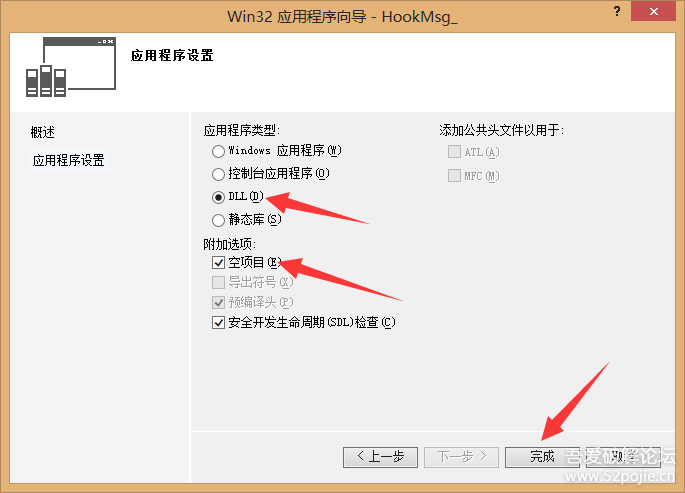 Win32 应用程序向导 - HookMsg_
?
应用程序设置
概述
应用程序设置
应用程序类型:
Windows 应用程序(W)
控制台应用程序(O)
DLL(D)
静态库(S)
附加选项:
空项目(E)
导出符号(X)
预编译头(P)
安全开发生命周期(SDL)检查(C)
添加公共头文件以用于:
ATL(A)
MFC(M)
< 上一步
下一步 >
完成
取消
吾爱破解论坛
www.52pojie.cn